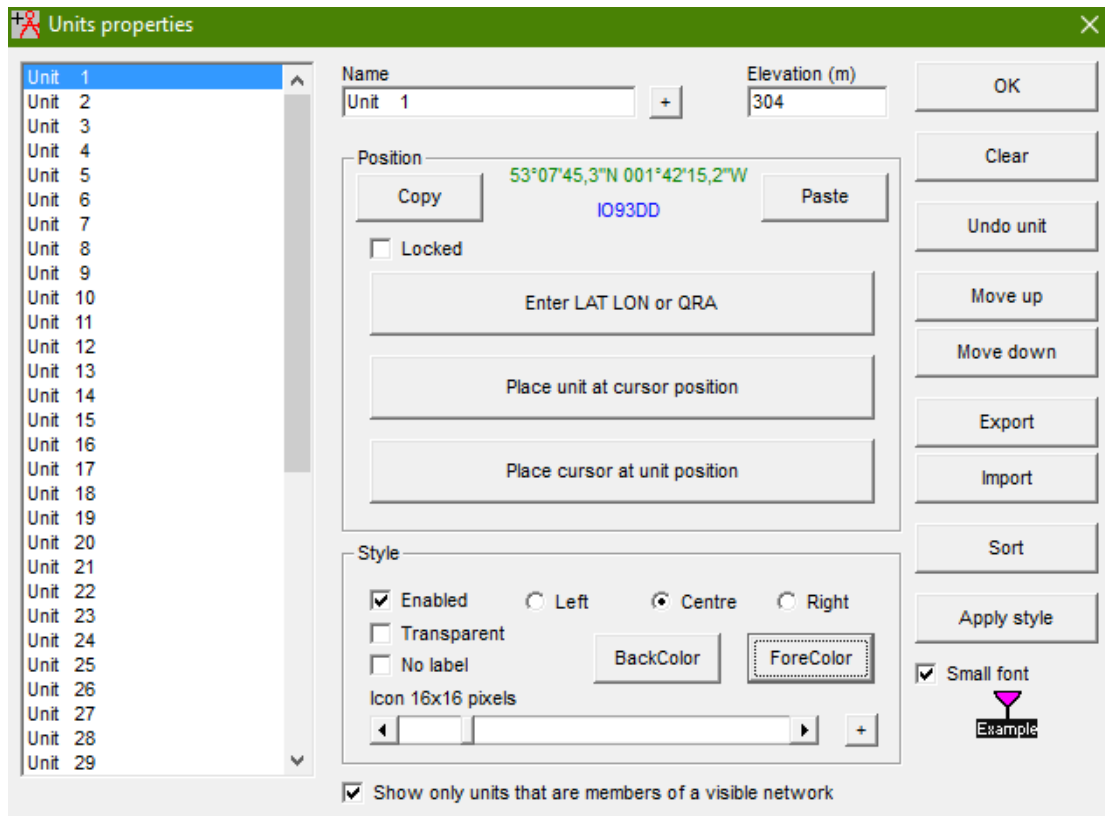 Units properties
Unit 1
Unit 2
Unit 3
Unit 4
Unit 5
Unit 6
Unit 7
Unit 8
Unit 9
Unit 10
Unit 11
Unit 12
Unit 13
Unit 14
Unit 15
Unit 16
Unit 17
Unit 18
Unit 19
Unit 20
Unit 21
Unit 22
Unit 23
Unit 24
Unit 25
Unit 26
Unit 27
Unit 28
Unit 29
Name
Elevation (m)
Unit 1
+
304
Position
Copy
53°07'45,3"N 001°42'15,2"W
IO93DD
Paste
Locked
Enter LAT LON or QRA
Place unit at cursor position
Place cursor at unit position
Style
Enabled
Left
Centre
Right
Transparent
No label
BackColor
ForeColor
Icon 16x16 pixels
+
Show only units that are members of a visible network
OK
Clear
Undo unit
Move up
Move down
Export
Import
Sort
Apply style
Small font
Example